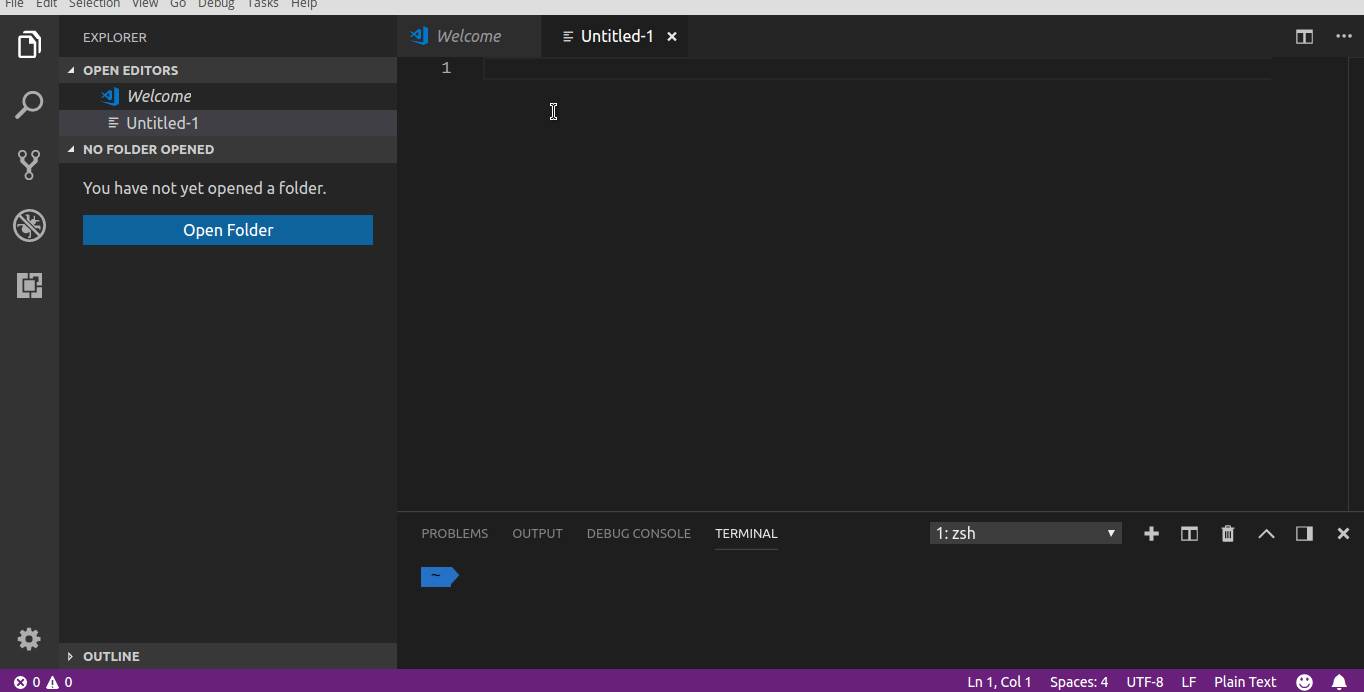 File Edit Selection View Go Debug Tasks Help
EXPLORER
OPEN EDITORS
Welcome
Untitled-1
NO FOLDER OPENED
You have not yet opened a folder.
Open Folder
OUTLINE
Welcome Untitled-1
1
PROBLEMS OUTPUT DEBUG CONSOLE TERMINAL 1: zsh
~
0 0 Ln 1, Col 1 Spaces: 4 UTF-8 LF Plain Text